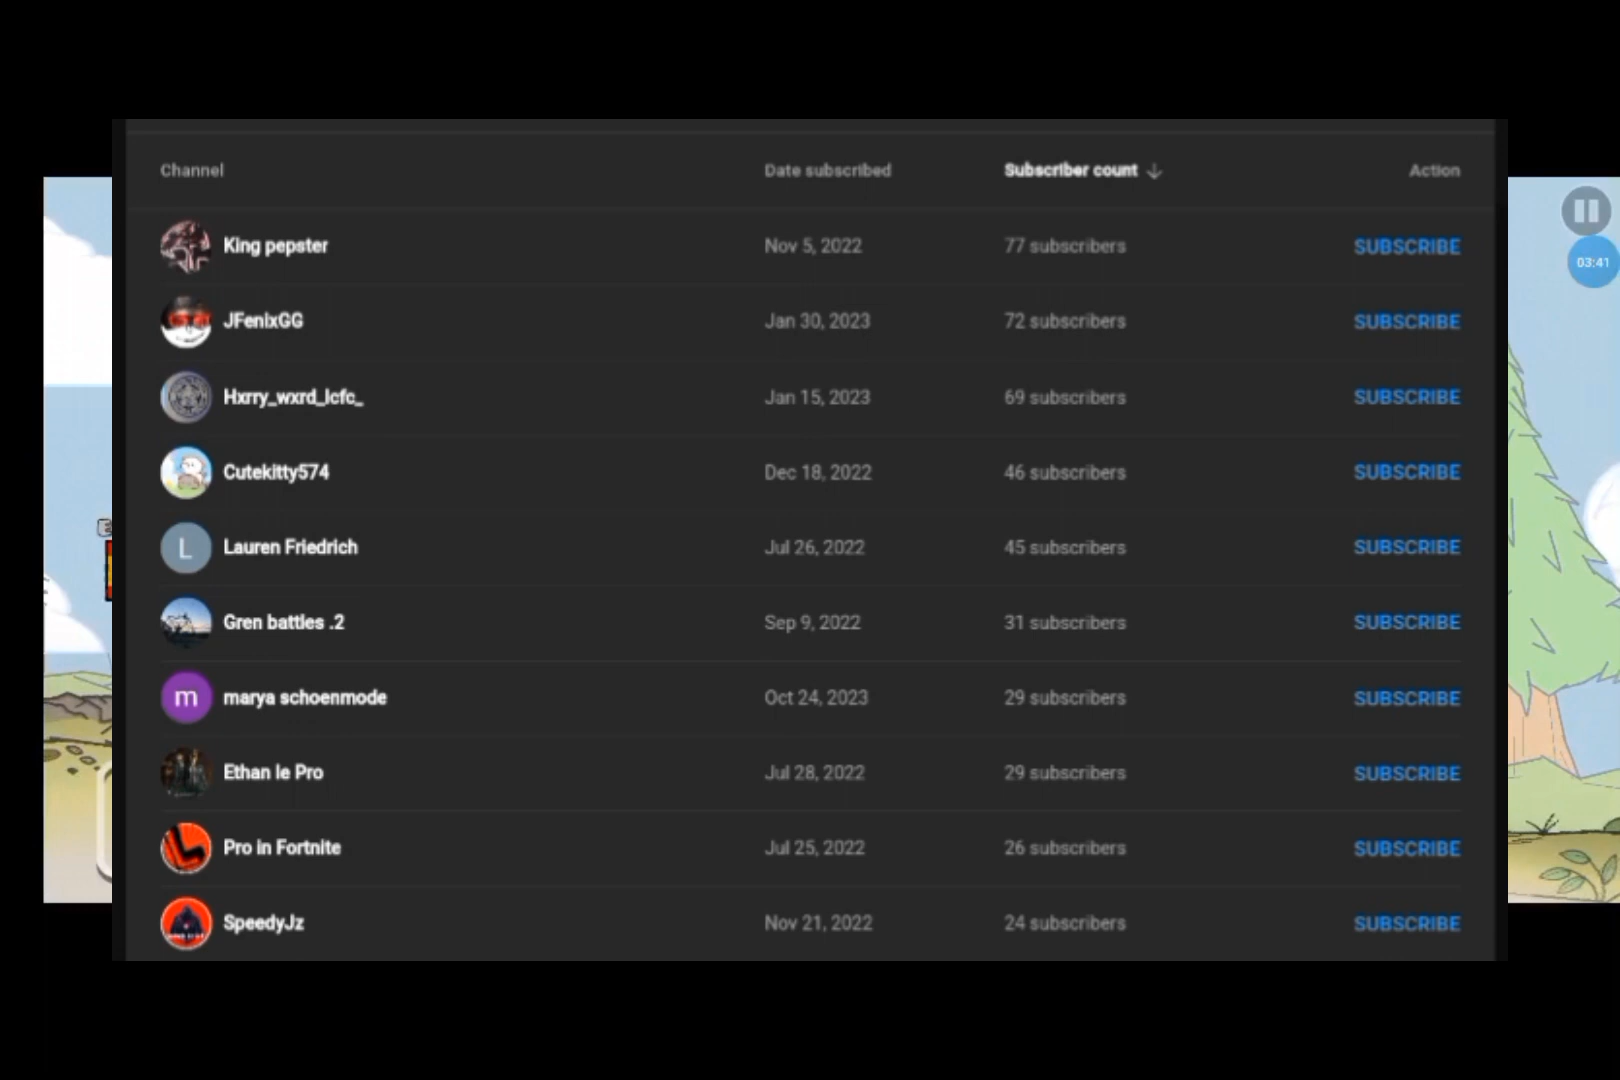 Channel Date subscribed Subscriber count ↓ Action
King pepster Nov 5, 2022 77 subscribers SUBSCRIBE
03:41
JFenixGG Jan 30, 2023 72 subscribers SUBSCRIBE
Hxrry_wxrd_lcfc_ Jan 15, 2023 69 subscribers SUBSCRIBE
Cutekitty574 Dec 18, 2022 46 subscribers SUBSCRIBE
L Lauren Friedrich Jul 26, 2022 45 subscribers SUBSCRIBE
Gren battles .2 Sep 9, 2022 31 subscribers SUBSCRIBE
m marya schoenmode Oct 24, 2023 29 subscribers SUBSCRIBE
Ethan le Pro Jul 28, 2022 29 subscribers SUBSCRIBE
Pro in Fortnite Jul 25, 2022 26 subscribers SUBSCRIBE
SpeedyJz Nov 21, 2022 24 subscribers SUBSCRIBE